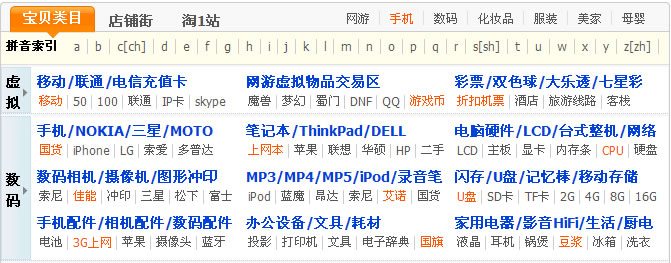 宝贝类目 店铺街 淘1站 网游 手机 数码 化妆品 服装 美家 母婴
拼音索引 a b c[ch] d e f g h i j k l m n o p q r s[sh] t u v w x y z[zh]
虚拟
移动/联通/电信充值卡 网游虚拟物品交易区 彩票/双色球/大乐透/七星彩
移动 50 100 联通 IP卡 skype 魔兽 梦幻 蜀门 DNF QQ 游戏币 折扣机票 酒店 旅游线路 客栈
数码
手机/NOKIA/三星/MOTO 笔记本/ThinkPad/DELL 电脑硬件/LCD/台式整机/网络
国货 iPhone LG 索爱 多普达 上网本 苹果 联想 华硕 HP 二手 LCD 主板 显卡 内存条 CPU 硬盘
数码相机/摄像机/图形冲印 MP3/MP4/MP5/iPod/录音笔 闪存/U盘/记忆棒/移动存储
索尼 佳能 冲印 三星 松下 富士 iPod 蓝魔 昂达 索爱 艾诺 国货 U盘 SD卡 TF卡 2G 4G 8G 16G
手机配件/相机配件/数码配件 办公设备/文具/耗材 家用电器/影音HiFi/生活/厨电
电池 3G上网 苹果 摄像头 蓝牙 投影 打印机 文具 电子辞典 国旗 液晶 耳机 锅煲 豆浆 冰箱 洗衣